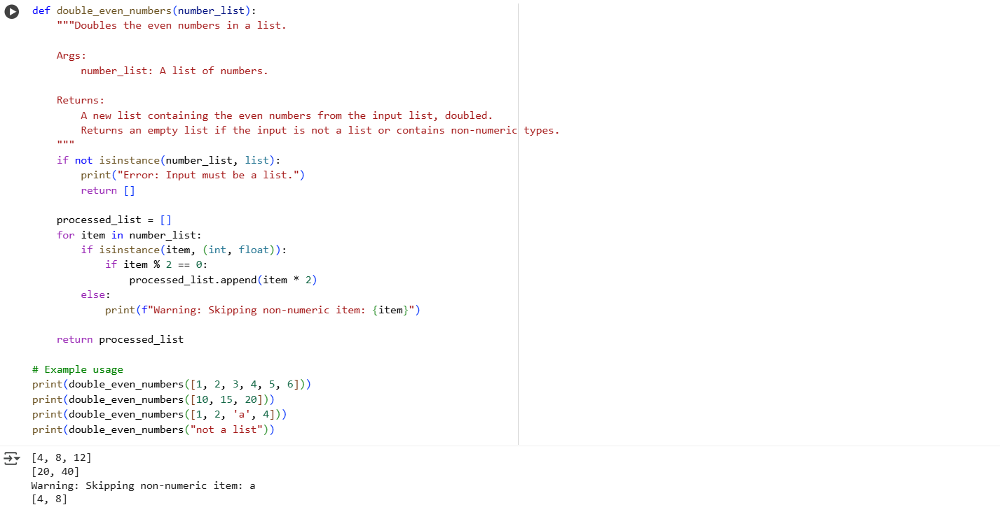 def double_even_numbers(number_list):
    """Doubles the even numbers in a list.

    Args:
        number_list: A list of numbers.

    Returns:
        A new list containing the even numbers from the input list, doubled.
        Returns an empty list if the input is not a list or contains non-numeric types.
    """
    if not isinstance(number_list, list):
        print("Error: Input must be a list.")
        return []

    processed_list = []
    for item in number_list:
        if isinstance(item, (int, float)):
            if item % 2 == 0:
                processed_list.append(item * 2)
        else:
            print(f"Warning: Skipping non-numeric item: {item}")

    return processed_list

# Example usage
print(double_even_numbers([1, 2, 3, 4, 5, 6]))
print(double_even_numbers([10, 15, 20]))
print(double_even_numbers([1, 2, 'a', 4]))
print(double_even_numbers("not a list"))
[4, 8, 12]
[20, 40]
Warning: Skipping non-numeric item: a
[4, 8]